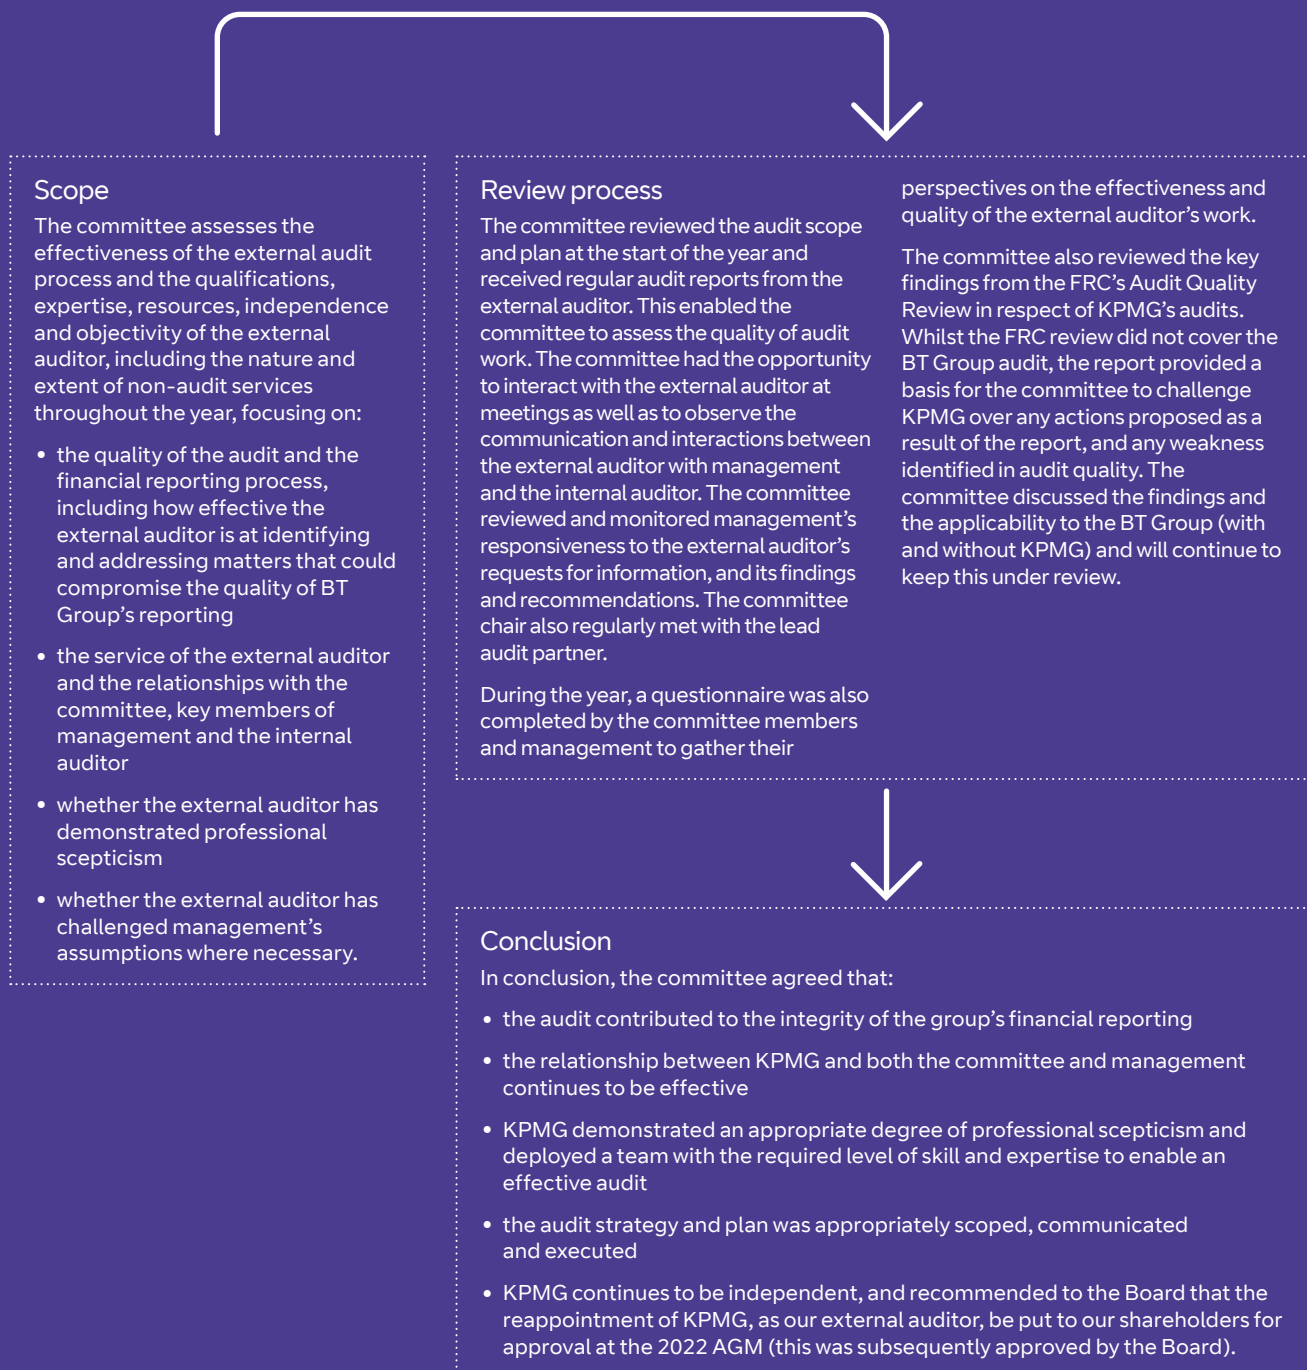 Scope
The committee assesses the
effectiveness of the external audit
process and the qualifications,
expertise, resources, independence
and objectivity of the external
auditor, including the nature and
extent of non-audit services
throughout the year, focusing on:
• the quality of the audit and the
financial reporting process,
including how effective the
external auditor is at identifying
and addressing matters that could
compromise the quality of BT
Group's reporting
• the service of the external auditor
and the relationships with the
committee, key members of
management and the internal
auditor
• whether the external auditor has
demonstrated professional
scepticism
• whether the external auditor has
challenged management's
assumptions where necessary.
Review process
The committee reviewed the audit scope
and plan at the start of the year and
received regular audit reports from the
external auditor. This enabled the
committee to assess the quality of audit
work. The committee had the opportunity
to interact with the external auditor at
meetings as well as to observe the
communication and interactions between
the external auditor with management
and the internal auditor. The committee
reviewed and monitored management's
responsiveness to the external auditor's
requests for information, and its findings
and recommendations. The committee
chair also regularly met with the lead
audit partner.
During the year, a questionnaire was also
completed by the committee members
and management to gather their
perspectives on the effectiveness and
quality of the external auditor's work.
The committee also reviewed the key
findings from the FRC's Audit Quality
Review in respect of KPMG's audits.
Whilst the FRC review did not cover the
BT Group audit, the report provided a
basis for the committee to challenge
KPMG over any actions proposed as a
result of the report, and any weakness
identified in audit quality. The
committee discussed the findings and
the applicability to the BT Group (with
and without KPMG) and will continue to
keep this under review.
Conclusion
In conclusion, the committee agreed that:
• the audit contributed to the integrity of the group's financial reporting
• the relationship between KPMG and both the committee and management
continues to be effective
• KPMG demonstrated an appropriate degree of professional scepticism and
deployed a team with the required level of skill and expertise to enable an
effective audit
• the audit strategy and plan was appropriately scoped, communicated
and executed
• KPMG continues to be independent, and recommended to the Board that the
reappointment of KPMG, as our external auditor, be put to our shareholders for
approval at the 2022 AGM (this was subsequently approved by the Board).